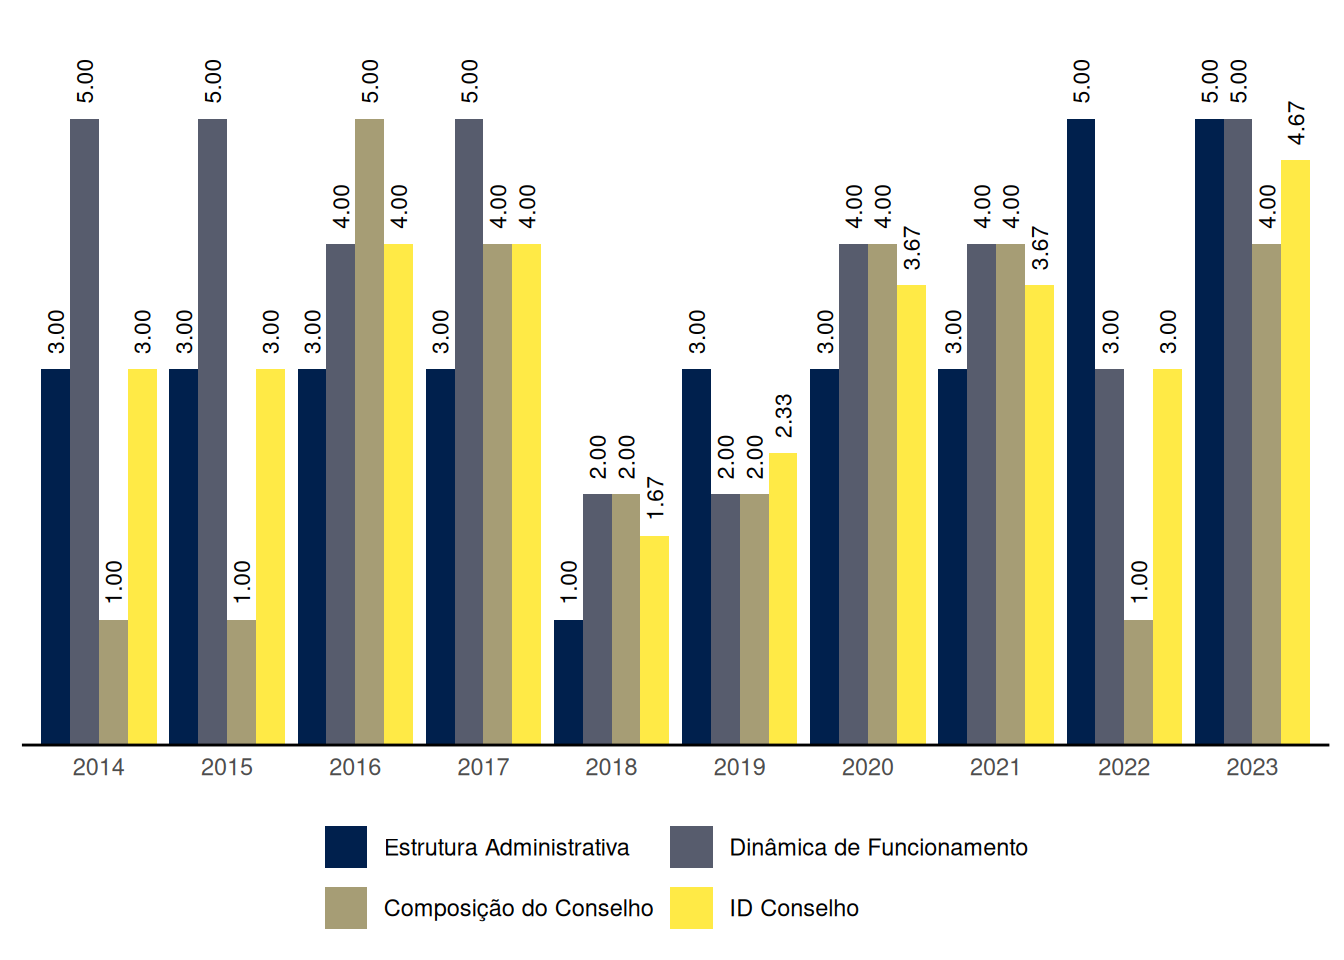 3.00 5.00 1.00 3.00
3.00 5.00 1.00 3.00
3.00 4.00 5.00 4.00
3.00 5.00 4.00 4.00
1.00 2.00 2.00 1.67
3.00 2.00 2.00 2.33
3.00 4.00 4.00 3.67
3.00 4.00 4.00 3.67
5.00 3.00 1.00 3.00
5.00 5.00 4.00 4.67
2014 2015 2016 2017 2018 2019 2020 2021 2022 2023
Estrutura Administrativa Dinâmica de Funcionamento
Composição do Conselho ID Conselho